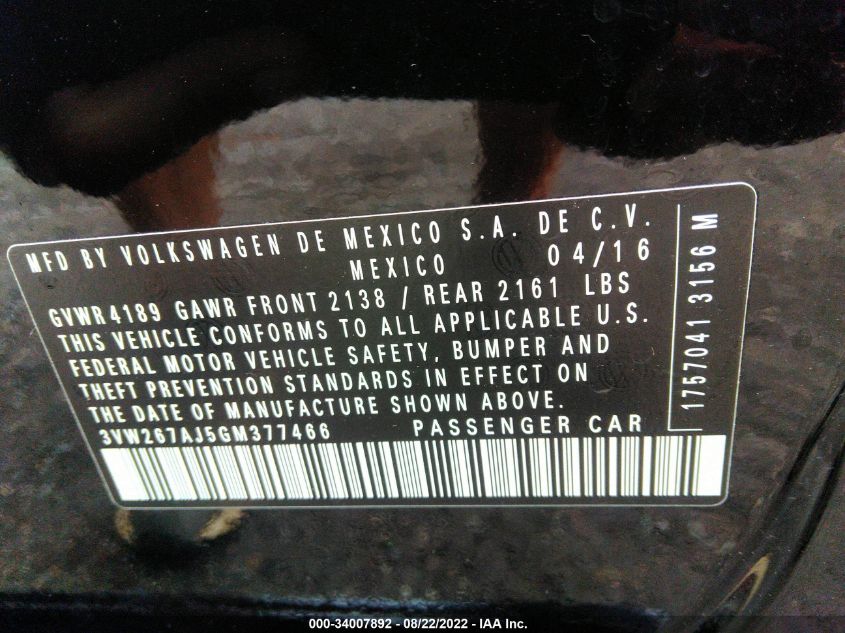 MFD BY VOLKSWAGEN DE MEXICO S.A. DE C.V.
MEXICO 04/16
GVWR 4189 GAWR FRONT 2138 / REAR 2161 LBS
THIS VEHICLE CONFORMS TO ALL APPLICABLE U.S.
FEDERAL MOTOR VEHICLE SAFETY, BUMPER AND
THEFT PREVENTION STANDARDS IN EFFECT ON
THE DATE OF MANUFACTURE SHOWN ABOVE.
3VW267AJ5GM377466 PASSENGER CAR
1757041 3156 M
000-34007892 - 08/22/2022 - IAA Inc.